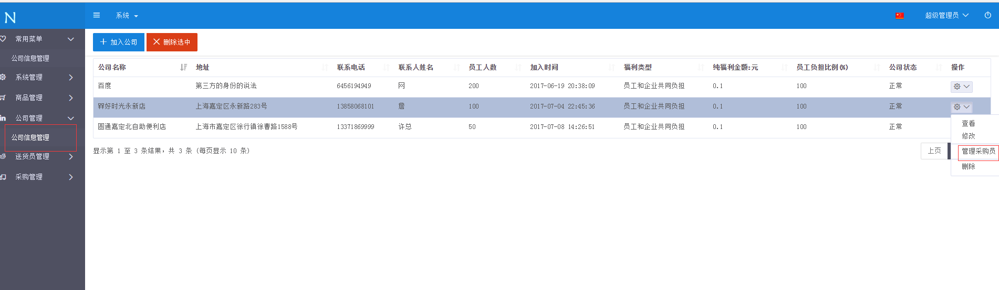 N
系统
超级管理员
常用菜单
公司信息管理
系统管理
商品管理
公司管理
公司信息管理
送货员管理
采购管理
加入公司 删除选中
公司名称 地址 联系电话 联系人姓名 员工人数 加入时间 福利类型 纯福利金额:元 员工负担比例(%) 公司状态 操作
百度 第三方的身份的说法 6456194949 网 200 2017-06-19 20:38:09 员工和企业共同负担 0.1 100 正常
好时光永新店 上海嘉定区永新路283号 13858068101 詹 100 2017-07-04 22:45:36 员工和企业共同负担 0.1 100 正常
圆通嘉定北自助便利店 上海市嘉定区徐行镇徐曹路1588号 13371869999 许总 50 2017-07-08 14:26:51 员工和企业共同负担 0.1 100 正常
显示第 1 至 3 条结果，共 3 条 (每页显示 10 条)
上页
查看
修改
管理采购员
删除